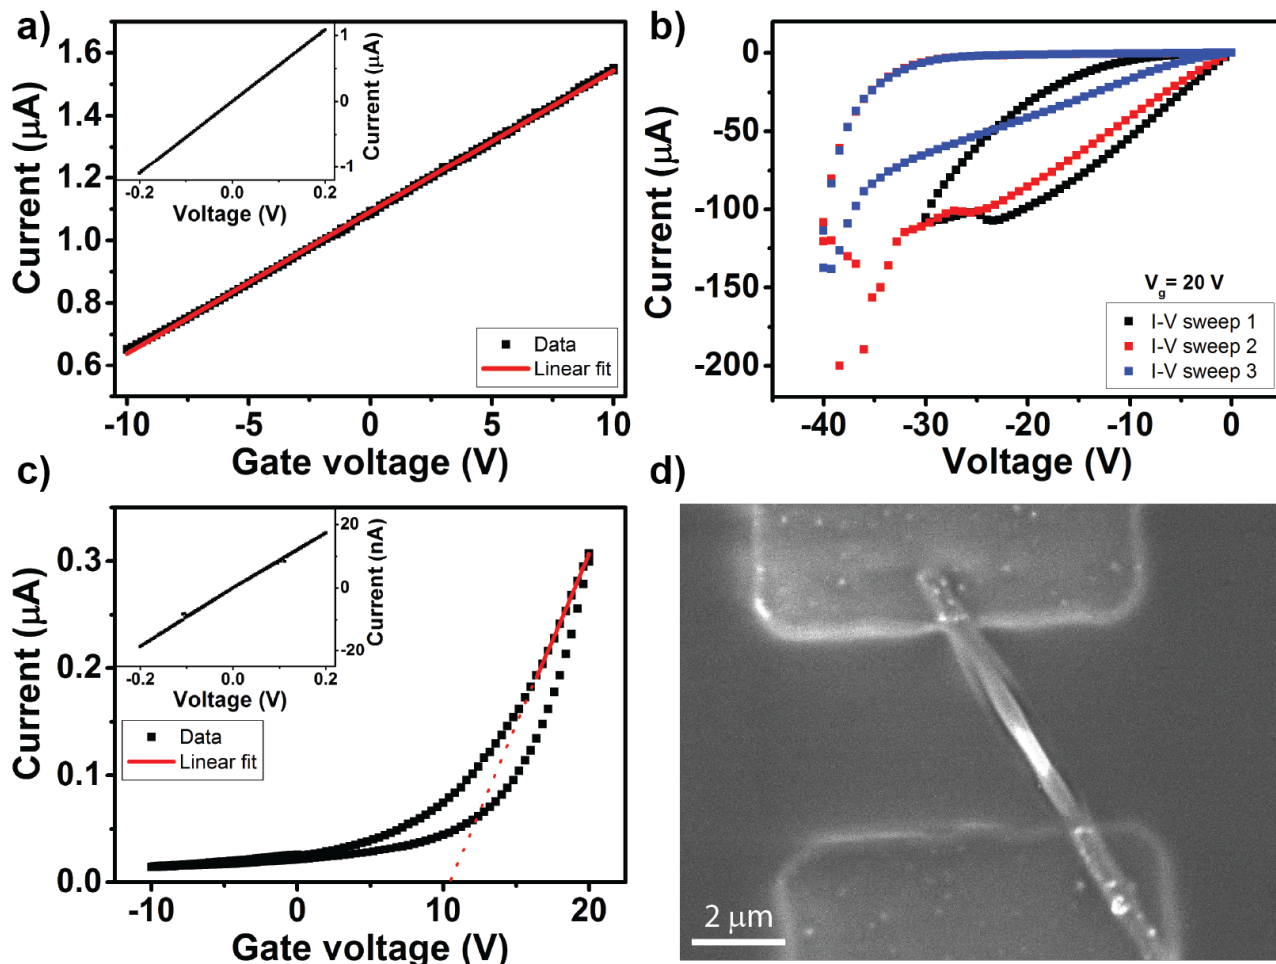 a)
1.6
1.4
1.2
1.0
0.8
0.6
Current (μA)
-10
-5
0
5
10
Gate voltage (V)
Data
Linear fit
1
0
-1
Current (μA)
-0.2
0.0
0.2
Voltage (V)
b)
0
-50
-100
-150
-200
Current (μA)
-40
-30
-20
-10
0
Voltage (V)
Vg= 20 V
I-V sweep 1
I-V sweep 2
I-V sweep 3
c)
0.3
0.2
0.1
0.0
Current (μA)
-10
0
10
20
Gate voltage (V)
20
0
-20
Current (nA)
-0.2
0.0
0.2
Voltage (V)
Data
Linear fit
d)
2 μm